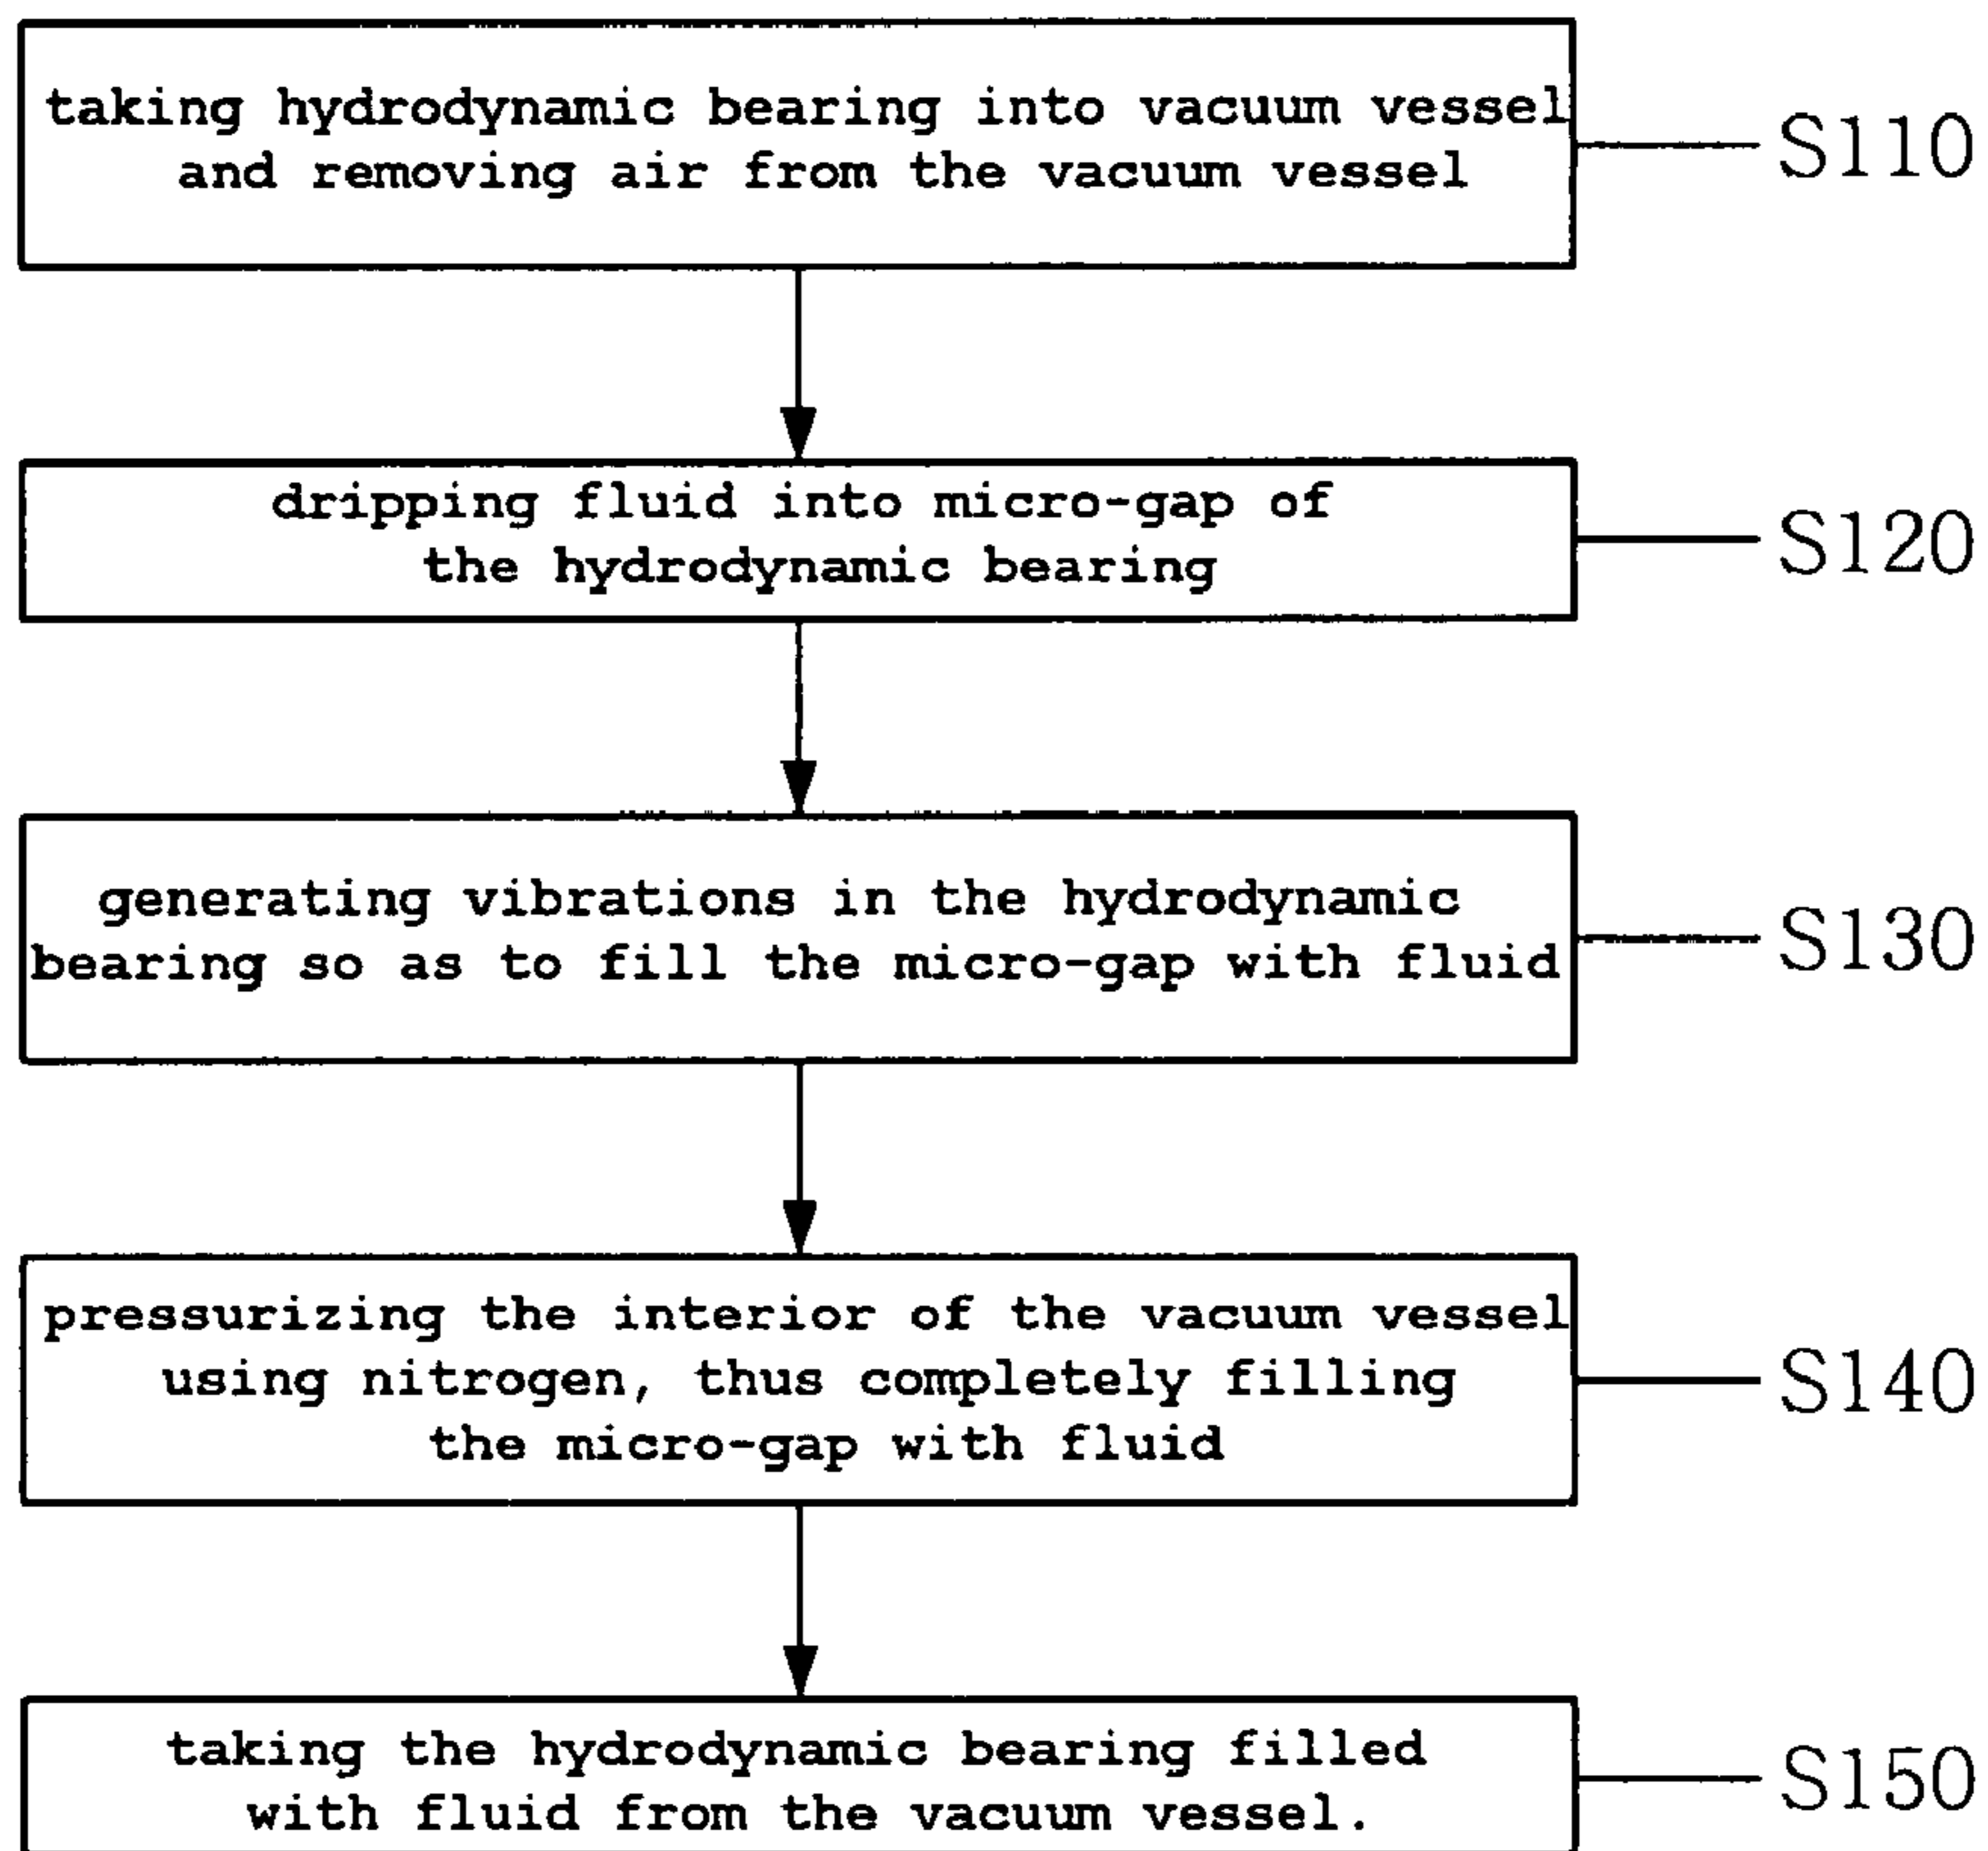 taking hydrodynamic bearing into vacuum vessel
and removing air from the vacuum vessel
S110
dripping fluid into micro-gap of
the hydrodynamic bearing
S120
generating vibrations in the hydrodynamic
bearing so as to fill the micro-gap with fluid
S130
pressurizing the interior of the vacuum vessel
using nitrogen, thus completely filling
the micro-gap with fluid
S140
taking the hydrodynamic bearing filled
with fluid from the vacuum vessel.
S150